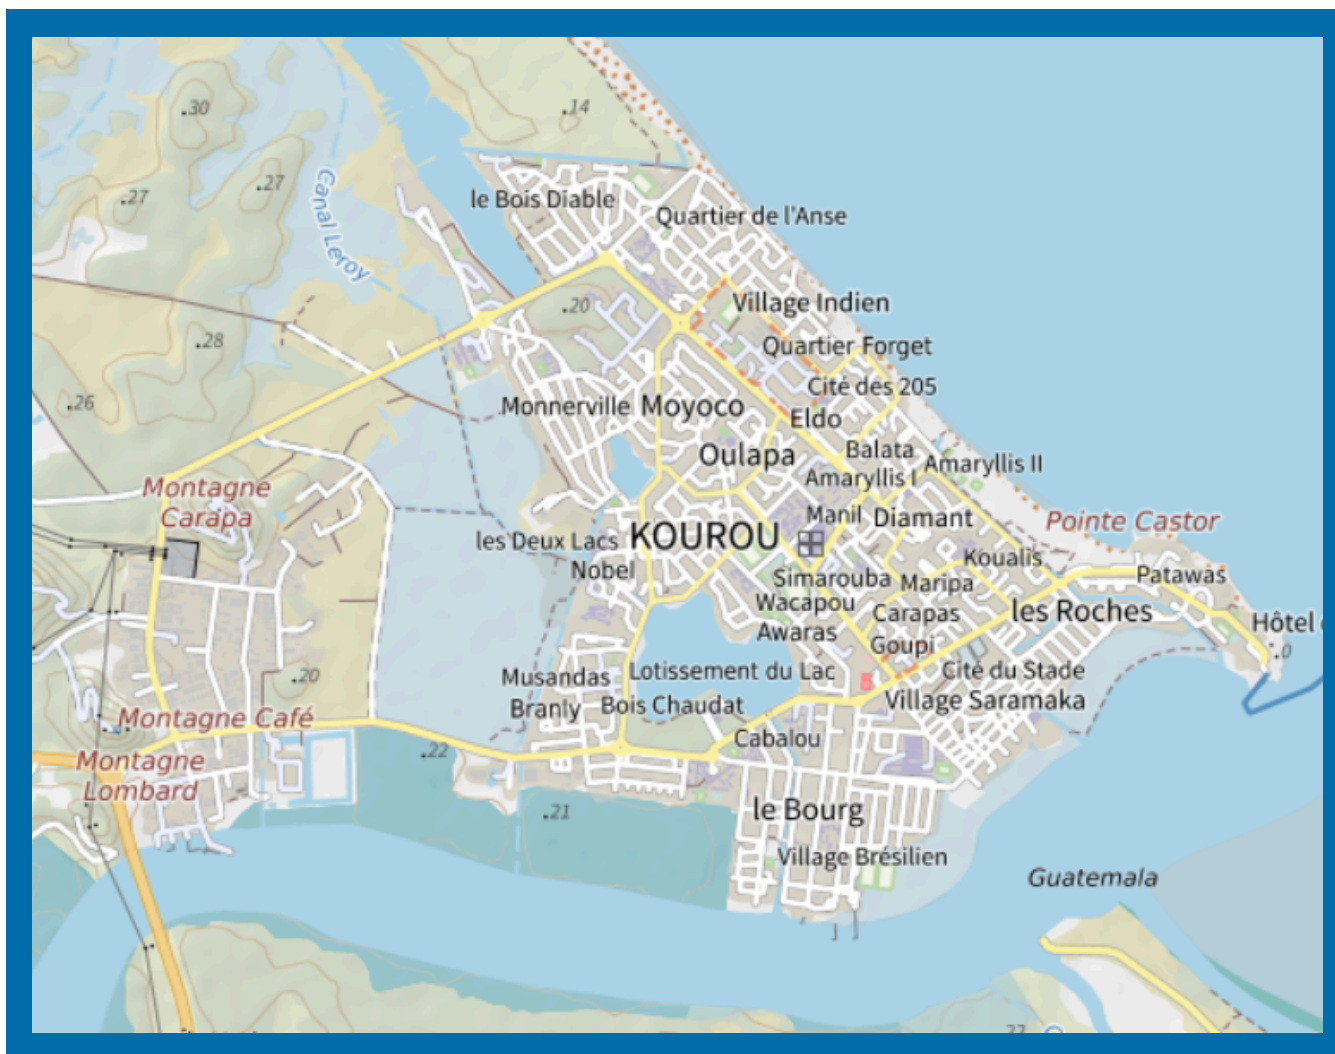 .30
.14
.27
.27
Canal Leroy
le Bois Diable
Quartier de l'Anse
Village Indien
.20
.28
Quartier Forget
Cité des 205
.26
Monnerville
Moyoco
Eldo
Oulapa
Balata
Amaryllis II
Amaryllis I
Montagne
Carapa
Manil
Diamant
Pointe Castor
les Deux Lacs
KOUROU
Nobel
Koualis
Simarouba
Maripa
Patawas
Wacapou
Carapas
les Roches
Hôtel
Awaras
Goupi
.0
Musandas
Lotissement du Lac
Cité du Stade
.20
Branly
Bois Chaudat
Village Saramaka
Montagne Café
Cabalou
.22
Montagne
Lombard
.21
le Bourg
Village Brésilien
Guatemala